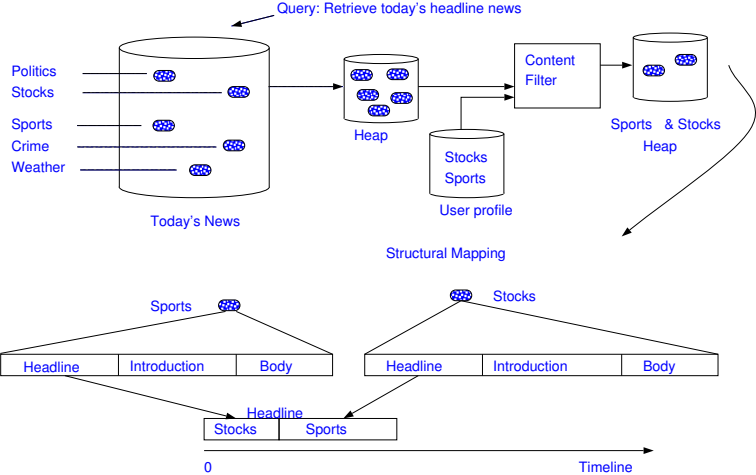 Query: Retrieve today's headline news
Politics
Stocks
Sports
Crime
Weather
Today's News
Heap
Content
Filter
Stocks
Sports
User profile
Sports & Stocks
Heap
Structural Mapping
Sports
Stocks
Headline Introduction Body
Headline Introduction Body
Headline
Stocks Sports
0 Timeline